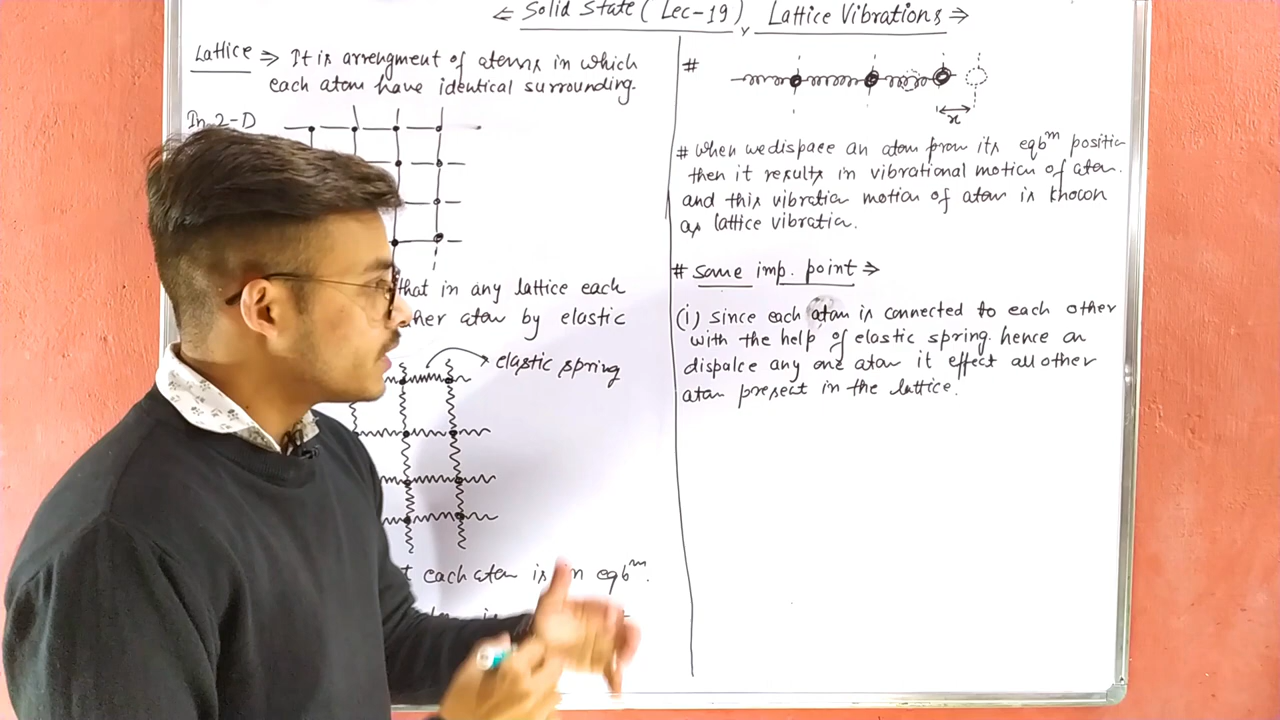 ⇐ Solid State (Lec-19), Lattice Vibrations ⇒
Lattice ⇒ It is arrengment of atoms in which
each atom have identical surrounding.
In 2-D
that in any lattice each
other atom by elastic
elastic spring
each atom is in eqbᵐ.
#
x
# When we dispace an atom from its eqbᵐ position
then it results in vibrational motion of atom.
and this vibration motion of atom is known
as lattice vibration.
# Some imp. point ⇒
(i) since each atom is connected to each other
with the help of elastic spring. hence on
dispalce any one atom it effect all other
atom present in the lattice.